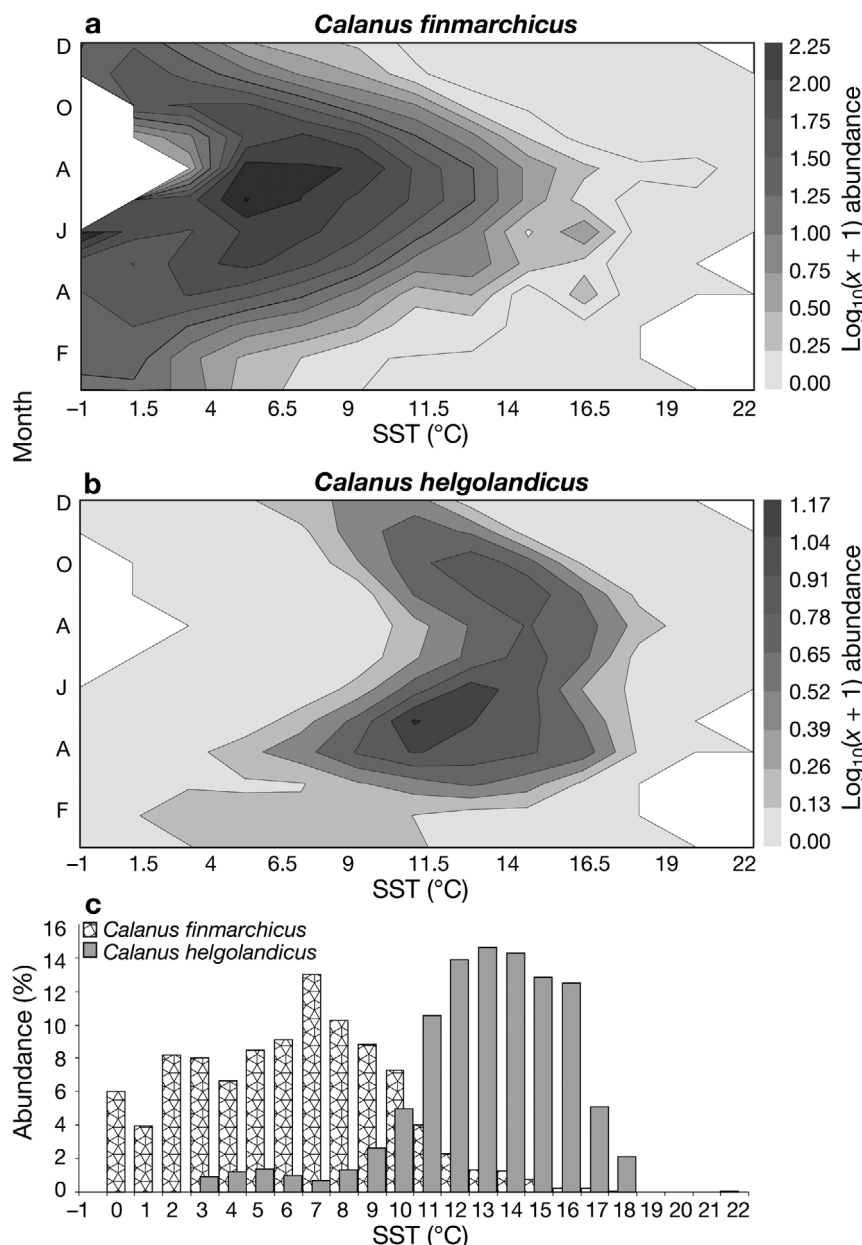 a
Calanus finmarchicus
D
O
A
J
A
F
–1 1.5 4 6.5 9 11.5 14 16.5 19 22
SST (°C)
2.25
2.00
1.75
1.50
1.25
1.00
0.75
0.50
0.25
0.00
Log10(x + 1) abundance
Month
b
Calanus helgolandicus
D
O
A
J
A
F
–1 1.5 4 6.5 9 11.5 14 16.5 19 22
SST (°C)
1.17
1.04
0.91
0.78
0.65
0.52
0.39
0.26
0.13
0.00
Log10(x + 1) abundance
c
Calanus finmarchicus
Calanus helgolandicus
Abundance (%)
16
14
12
10
8
6
4
2
0
–1 0 1 2 3 4 5 6 7 8 9 10 11 12 13 14 15 16 17 18 19 20 21 22
SST (°C)